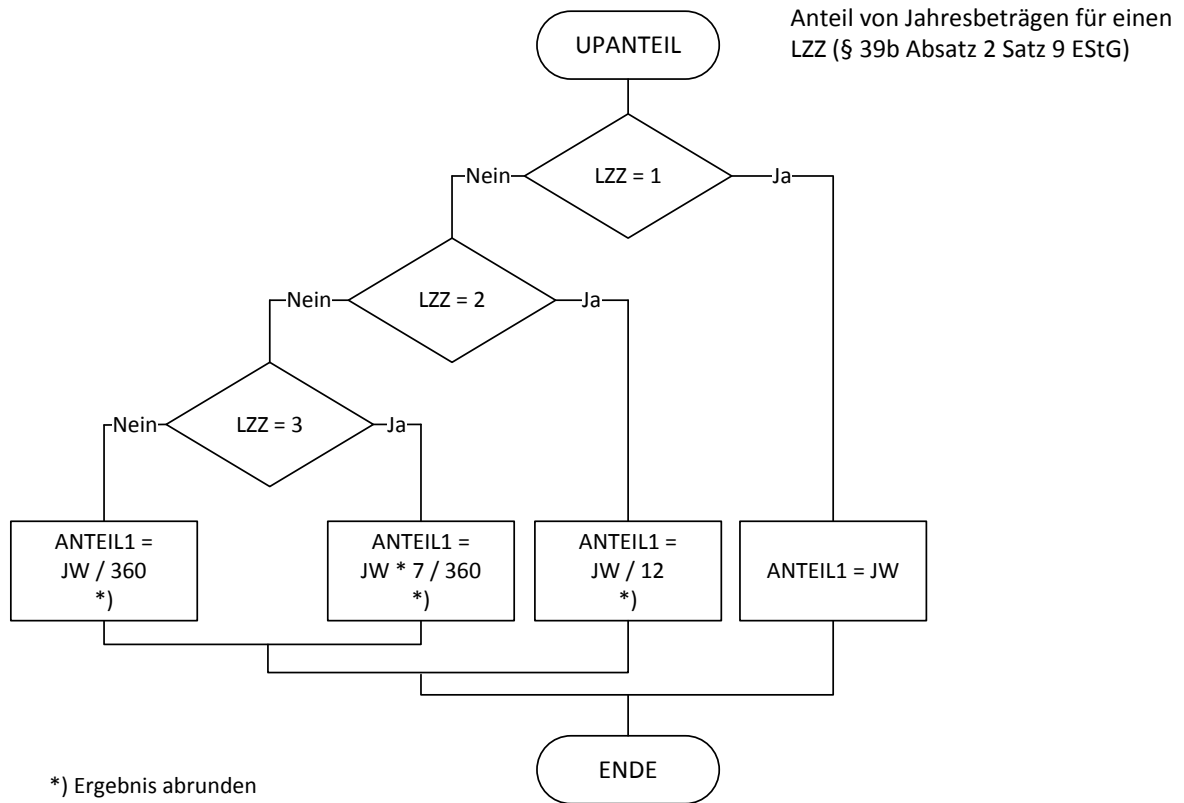 UPANTEIL
Anteil von Jahresbeträgen für einen
LZZ (§ 39b Absatz 2 Satz 9 EStG)
Nein
LZZ = 1
Ja
Nein
LZZ = 2
Ja
Nein
LZZ = 3
Ja
ANTEIL1 =
JW / 360
*)
ANTEIL1 =
JW * 7 / 360
*)
ANTEIL1 =
JW / 12
*)
ANTEIL1 = JW
ENDE
*) Ergebnis abrunden